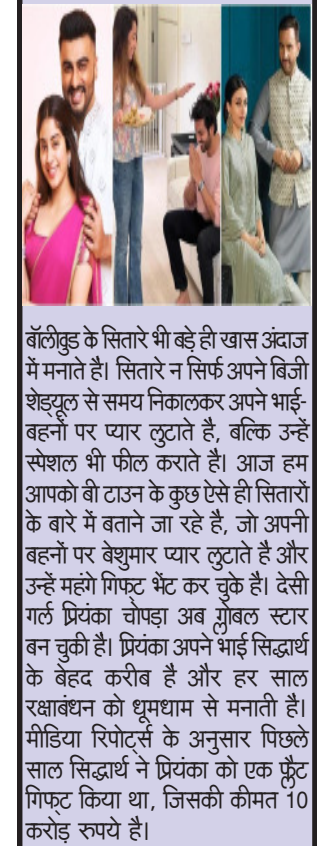 बॉलीवुड के सितारे भी बड़े ही खास अंदाज
में मनाते है। सितारे न सिर्फ अपने बिजी
शेड्यूल से समय निकालकर अपने भाई-
बहनों पर प्यार लुटाते है, बल्कि उन्हें
स्पेशल भी फील कराते है। आज हम
आपको बी टाउन के कुछ ऐसे ही सितारों
के बारे में बताने जा रहे है, जो अपनी
बहनों पर बेशुमार प्यार लुटाते है और
उन्हें महंगे गिफ्ट भेंट कर चुके है। देसी
गर्ल प्रियंका चोपड़ा अब ग्लोबल स्टार
बन चुकी है। प्रियंका अपने भाई सिद्धार्थ
के बेहद करीब हैं और हर साल
रक्षाबंधन को धूमधाम से मनाती है।
मीडिया रिपोर्ट्स के अनुसार पिछले
साल सिद्धार्थ ने प्रियंका को एक फ्लैट
गिफ्ट किया था, जिसकी कीमत 10
करोड़ रुपये है।